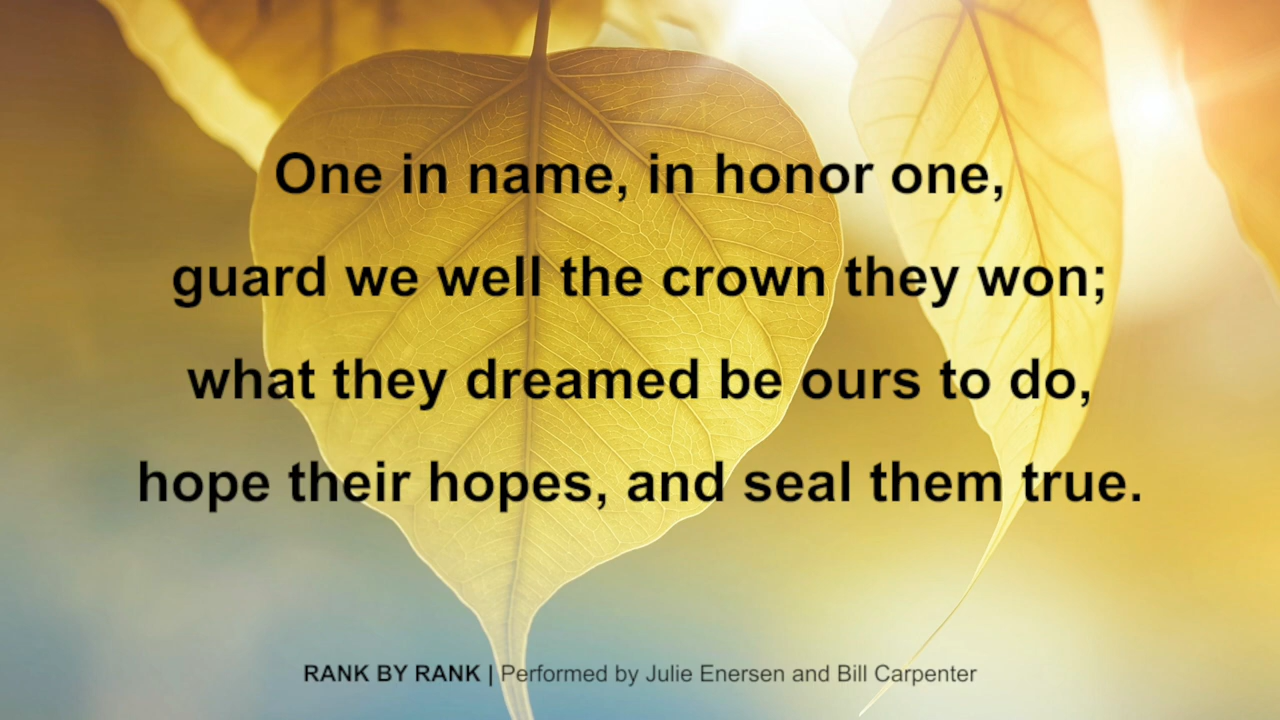 One in name, in honor one,
guard we well the crown they won;
what they dreamed be ours to do,
hope their hopes, and seal them true.
RANK BY RANK | Performed by Julie Enersen and Bill Carpenter